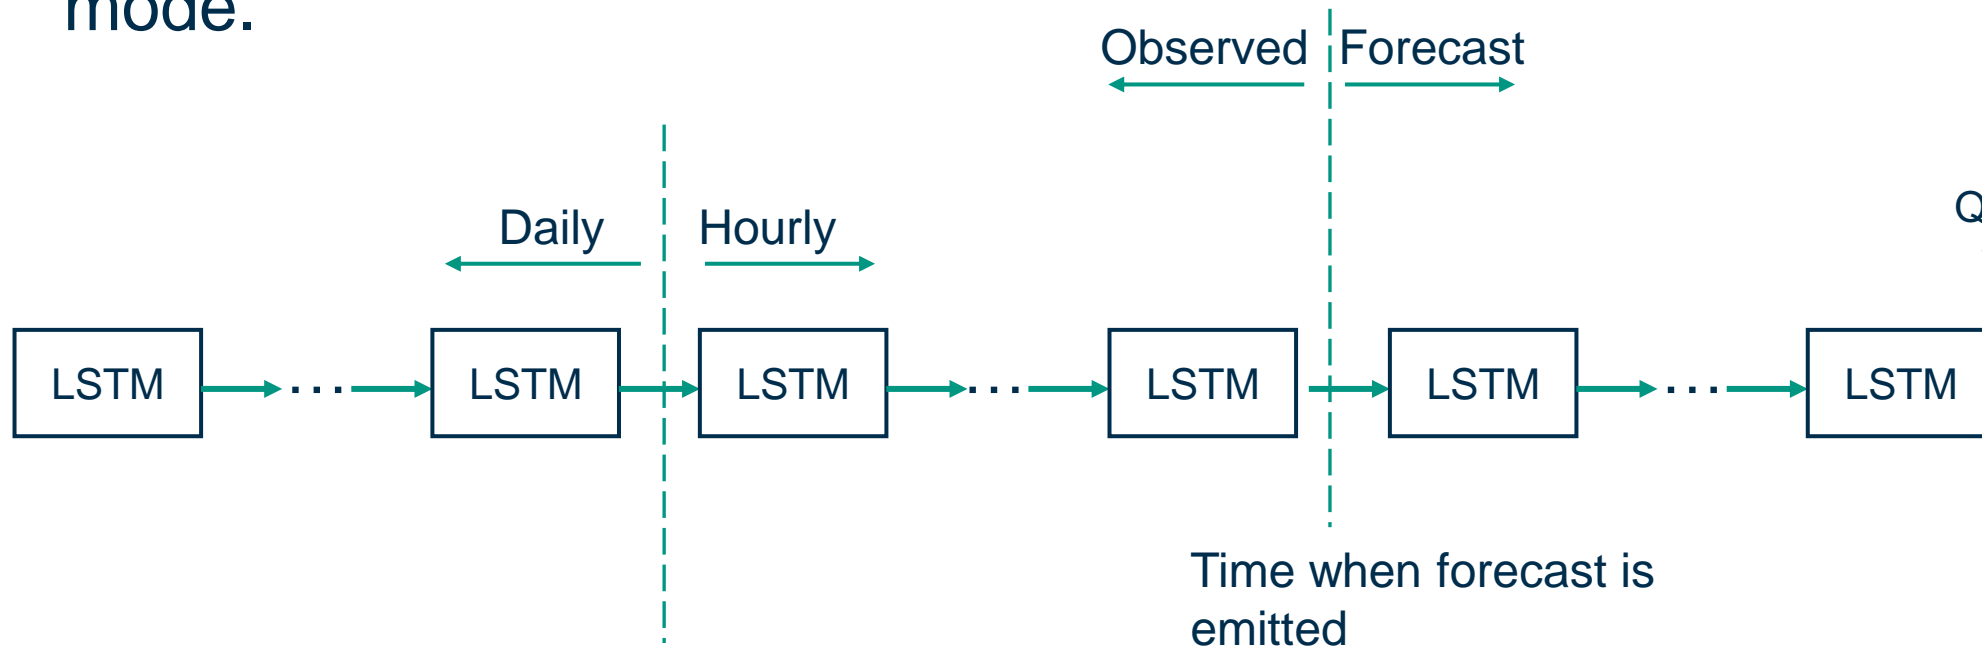 mode.
Observed Forecast
Daily Hourly
Q
LSTM ... LSTM LSTM ... LSTM LSTM ... LSTM
Time when forecast is
emitted